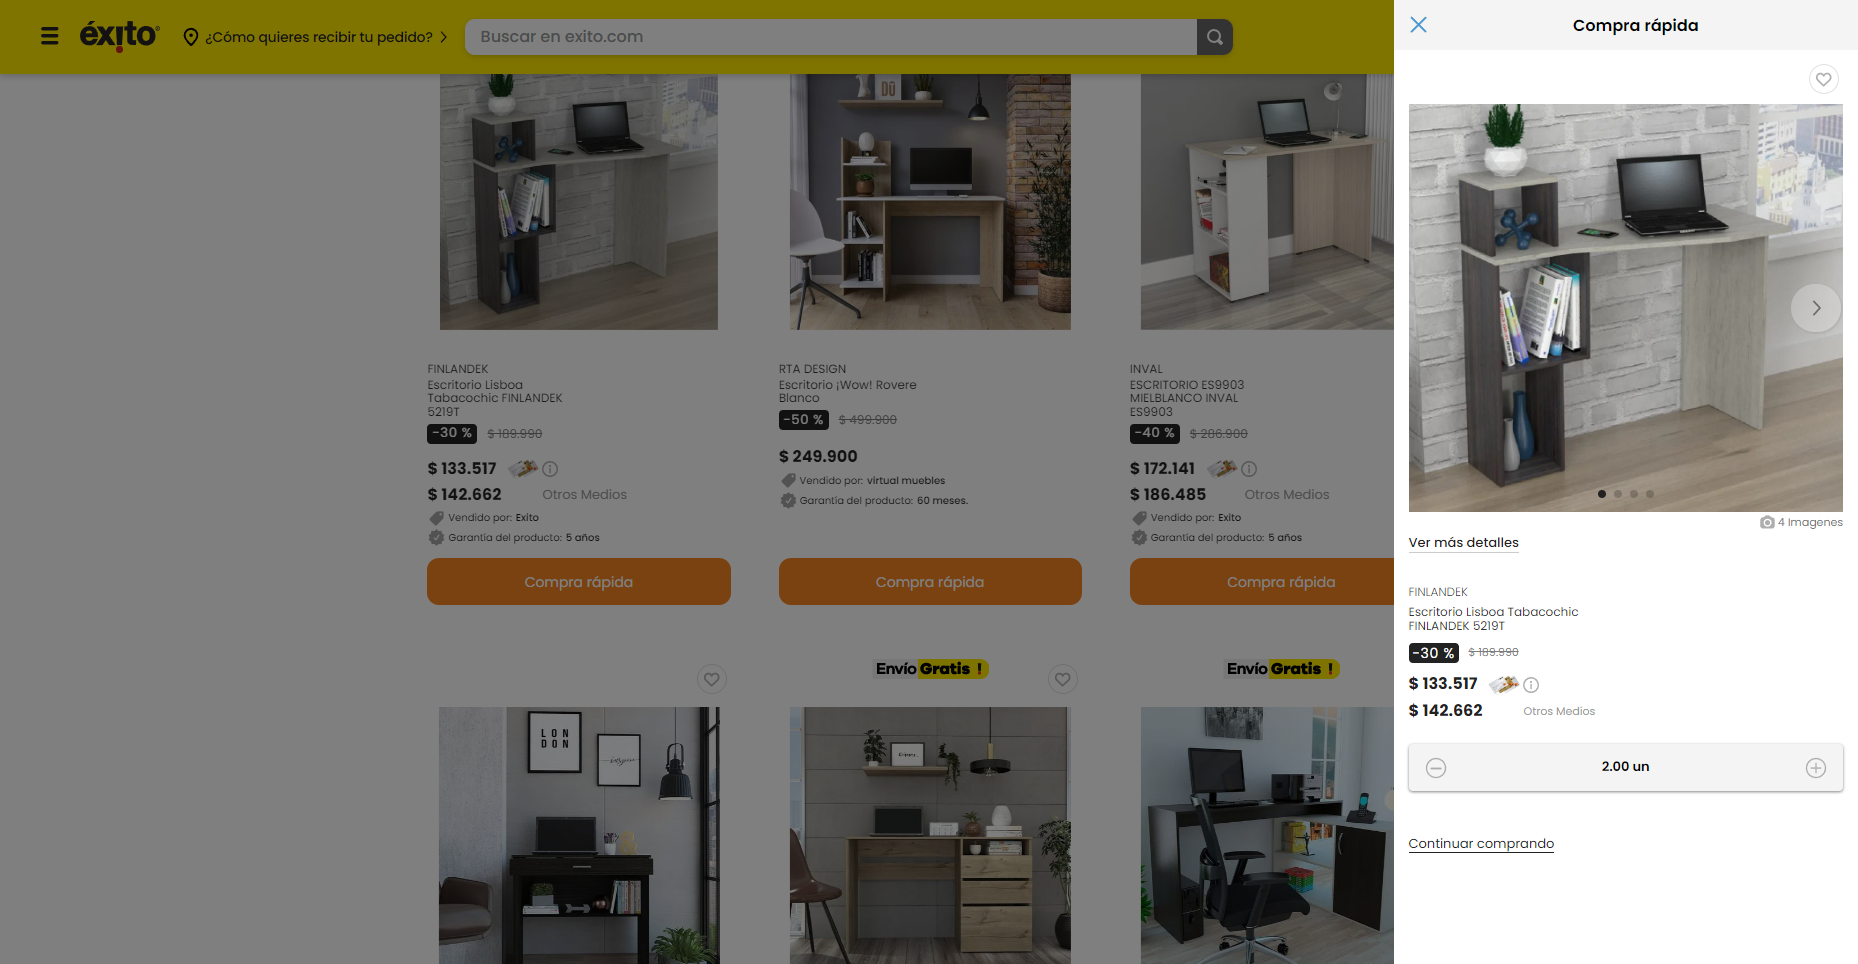 éxito
¿Cómo quieres recibir tu pedido?
Buscar en exito.com
FINLANDEK
Escritorio Lisboa
Tabacochic FINLANDEK
5219T
-30 % $ 189.990
$ 133.517
$ 142.662 Otros Medios
Vendido por: Exito
Garantía del producto: 5 años
Compra rápida
RTA DESIGN
Escritorio ¡Wow! Rovere
Blanco
-50 % $ 499.900
$ 249.900
Vendido por: virtual muebles
Garantía del producto: 60 meses.
Compra rápida
INVAL
ESCRITORIO ES9903
MIELBLANCO INVAL
ES9903
-40 % $ 286.900
$ 172.141
$ 186.485 Otros Medios
Vendido por: Exito
Garantía del producto: 5 años
Compra rápida
Envío Gratis !
Envío Gratis !
LON
DON
Compra rápida
4 Imagenes
Ver más detalles
FINLANDEK
Escritorio Lisboa Tabacochic
FINLANDEK 5219T
-30 % $ 189.990
$ 133.517
$ 142.662 Otros Medios
2.00 un
Continuar comprando